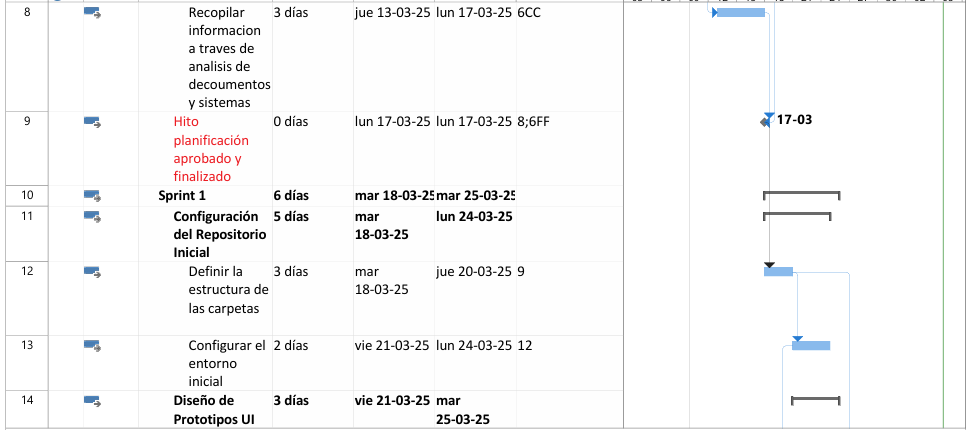 8 Recopilar 3 días jue 13-03-25 lun 17-03-25 6CC
informacion
a traves de
analisis de
decoumentos
y sistemas
9 Hito 0 días lun 17-03-25 lun 17-03-25 8;6FF 17-03
planificación
aprobado y
finalizado
10 Sprint 1 6 días mar 18-03-25 mar 25-03-25
11 Configuración 5 días mar lun 24-03-25
del Repositorio 18-03-25
Inicial
12 Definir la 3 días mar jue 20-03-25 9
estructura de 18-03-25
las carpetas
13 Configurar el 2 días vie 21-03-25 lun 24-03-25 12
entorno
inicial
14 Diseño de 3 días vie 21-03-25 mar
Prototipos UI 25-03-25